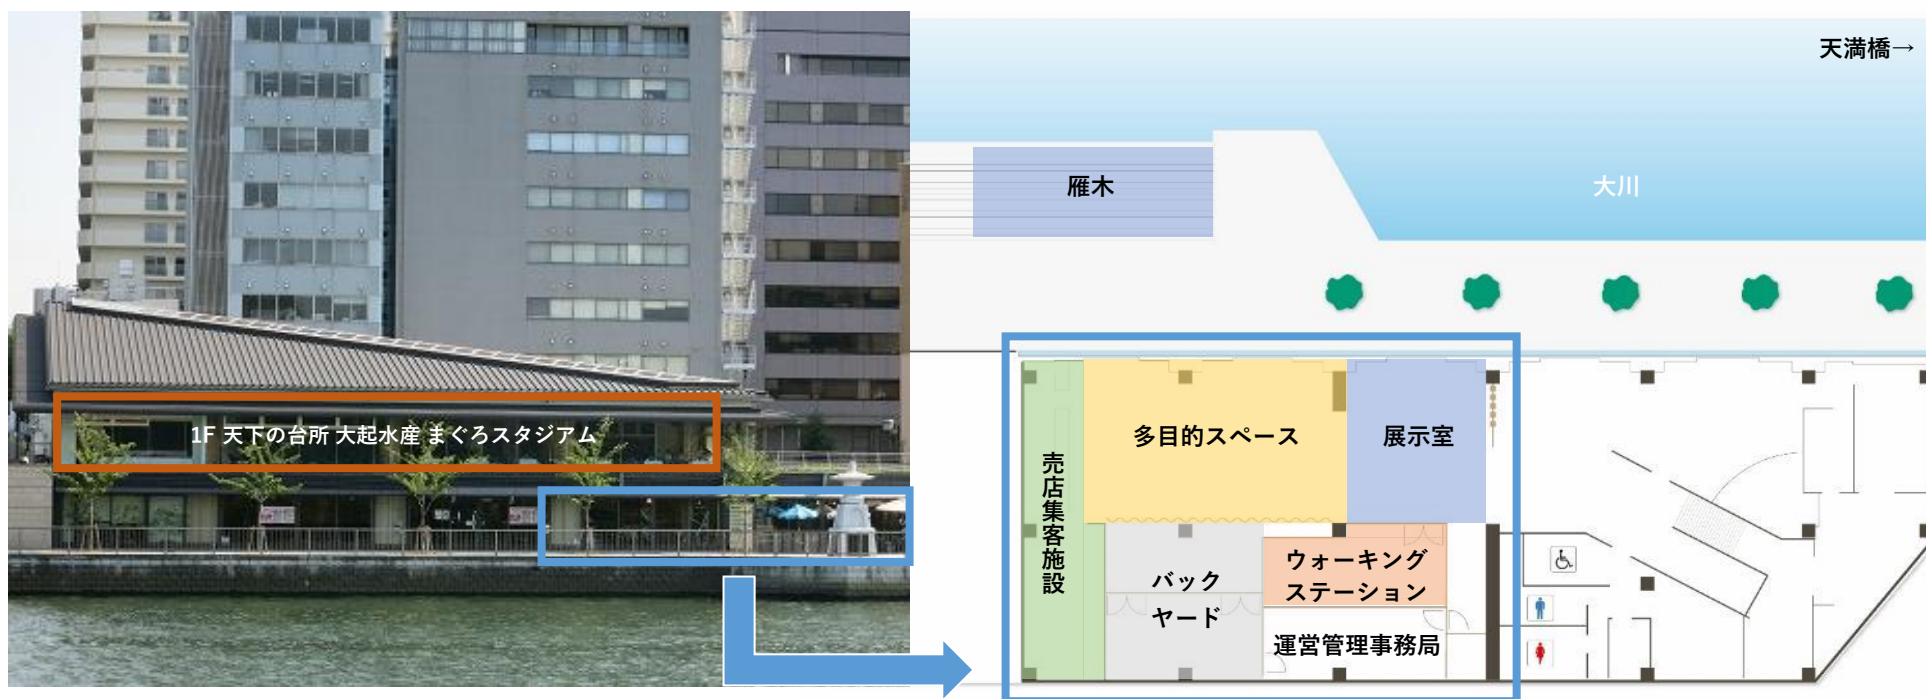 天満橋→
雁木
大川
1F 天下の台所 大起水産 まぐろスタジアム
多目的スペース
展示室
売店集客施設
バック
ヤード
ウォーキング
ステーション
運営管理事務局